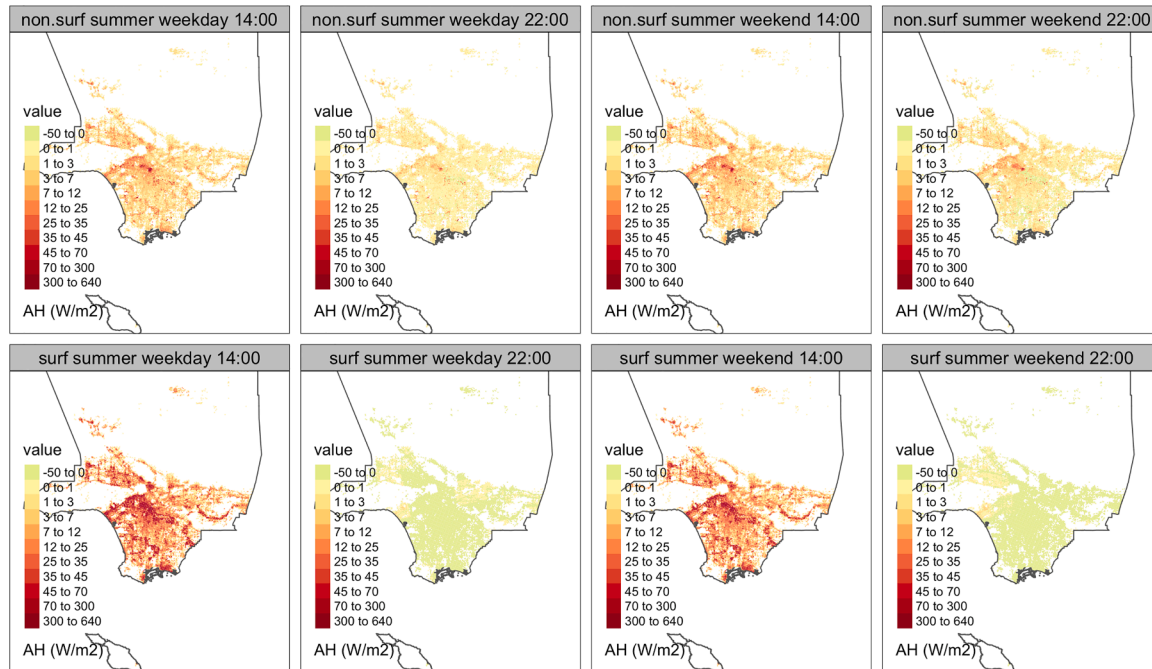 non.surf summer weekday 14:00
value
-50 to 0
0 to 1
1 to 3
3 to 7
7 to 12
12 to 25
25 to 35
35 to 45
45 to 70
70 to 300
300 to 640
AH (W/m2)
non.surf summer weekday 22:00
value
-50 to 0
0 to 1
1 to 3
3 to 7
7 to 12
12 to 25
25 to 35
35 to 45
45 to 70
70 to 300
300 to 640
AH (W/m2)
non.surf summer weekend 14:00
value
-50 to 0
0 to 1
1 to 3
3 to 7
7 to 12
12 to 25
25 to 35
35 to 45
45 to 70
70 to 300
300 to 640
AH (W/m2)
non.surf summer weekend 22:00
value
-50 to 0
0 to 1
1 to 3
3 to 7
7 to 12
12 to 25
25 to 35
35 to 45
45 to 70
70 to 300
300 to 640
AH (W/m2)
surf summer weekday 14:00
value
-50 to 0
0 to 1
1 to 3
3 to 7
7 to 12
12 to 25
25 to 35
35 to 45
45 to 70
70 to 300
300 to 640
AH (W/m2)
surf summer weekday 22:00
value
-50 to 0
0 to 1
1 to 3
3 to 7
7 to 12
12 to 25
25 to 35
35 to 45
45 to 70
70 to 300
300 to 640
AH (W/m2)
surf summer weekend 14:00
value
-50 to 0
0 to 1
1 to 3
3 to 7
7 to 12
12 to 25
25 to 35
35 to 45
45 to 70
70 to 300
300 to 640
AH (W/m2)
surf summer weekend 22:00
value
-50 to 0
0 to 1
1 to 3
3 to 7
7 to 12
12 to 25
25 to 35
35 to 45
45 to 70
70 to 300
300 to 640
AH (W/m2)